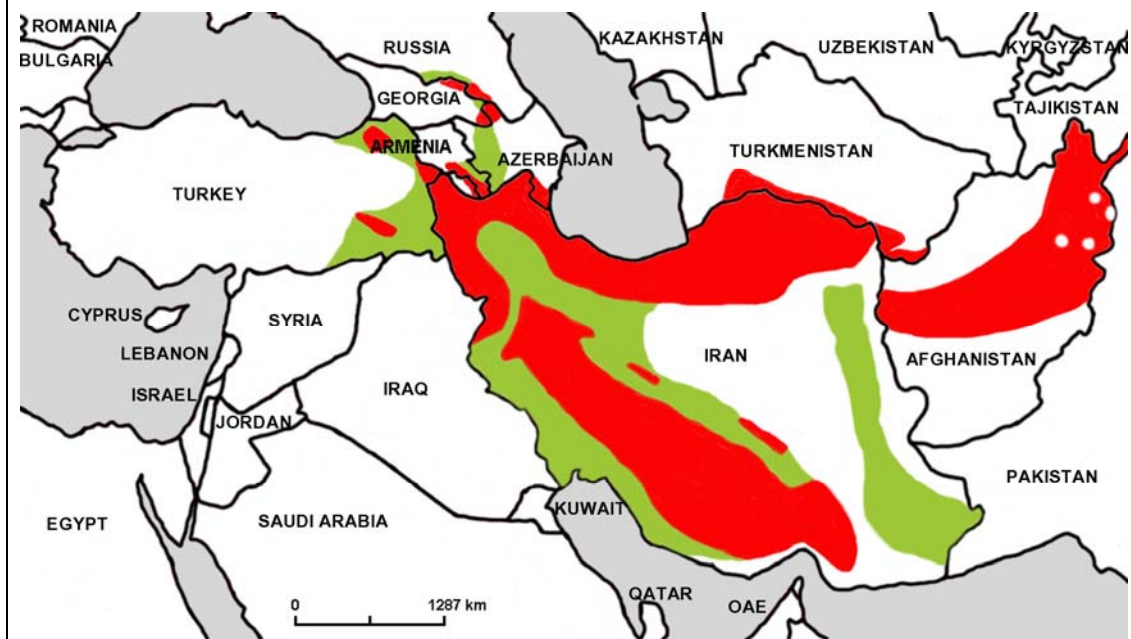 ROMANIA
BULGARIA
RUSSIA
KAZAKHSTAN
UZBEKISTAN
KYRGYZSTAN
GEORGIA
TAJIKISTAN
ARMENIA
AZERBAIJAN
TURKMENISTAN
TURKEY
CYPRUS
SYRIA
LEBANON
IRAN
AFGHANISTAN
ISRAEL
IRAQ
JORDAN
PAKISTAN
KUWAIT
EGYPT
SAUDI ARABIA
QATAR
OAE
0 1287 km